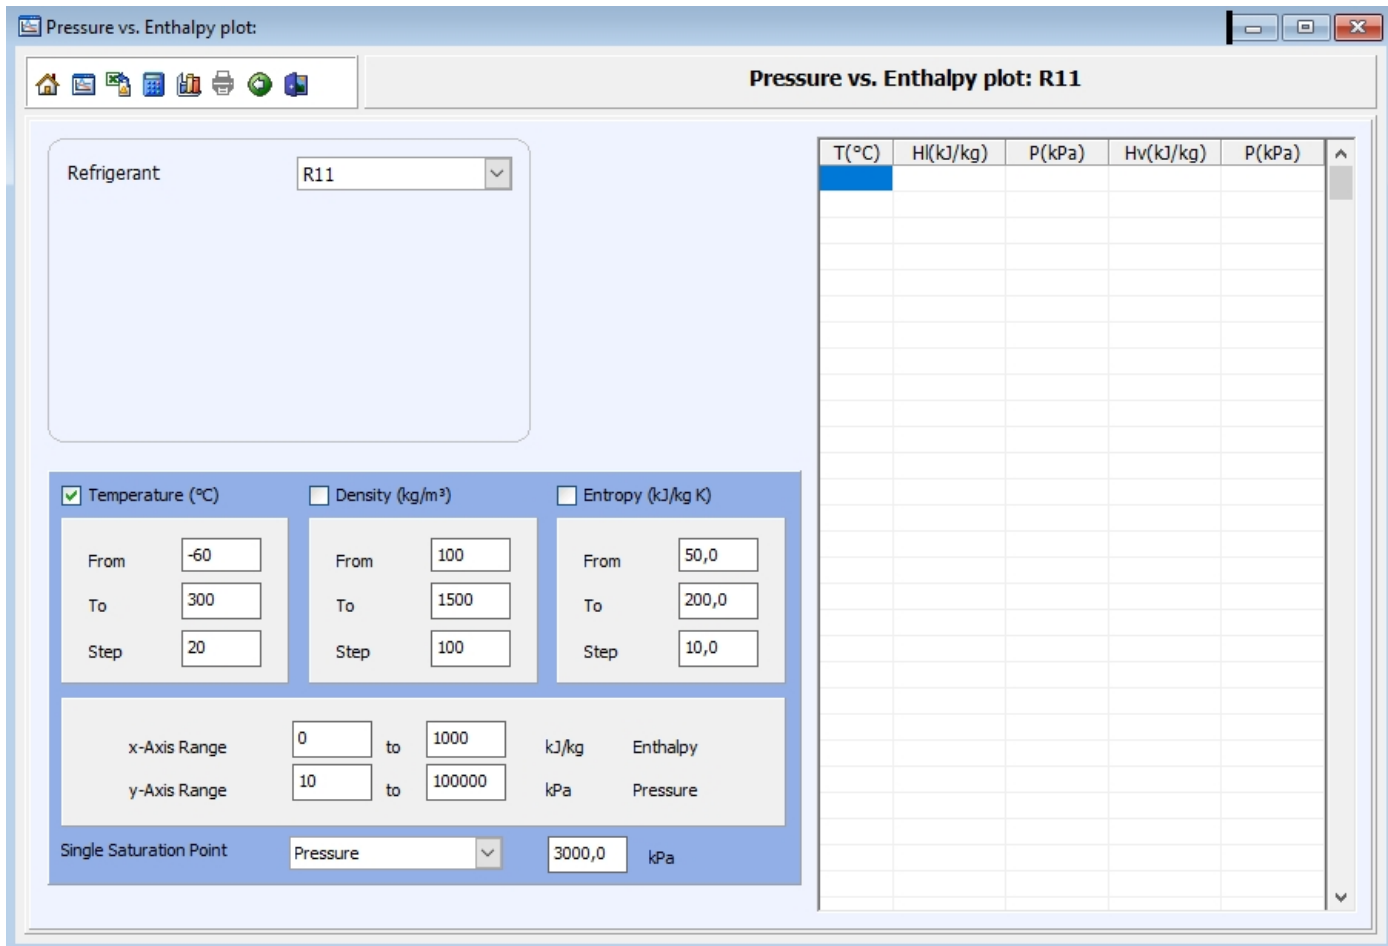 Pressure vs. Enthalpy plot:
Pressure vs. Enthalpy plot: R11
Refrigerant R11
T(°C) Hl(kJ/kg) P(kPa) Hv(kJ/kg) P(kPa)
Temperature (°C) Density (kg/m³) Entropy (kJ/kg K)
From -60 From 100 From 50,0
To 300 To 1500 To 200,0
Step 20 Step 100 Step 10,0
x-Axis Range 0 to 1000 kJ/kg Enthalpy
y-Axis Range 10 to 100000 kPa Pressure
Single Saturation Point Pressure 3000,0 kPa